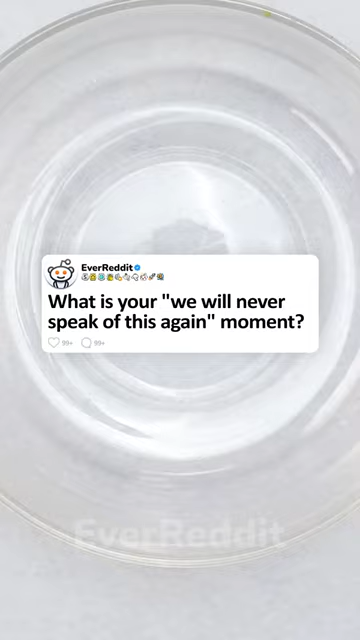 EverReddit
What is your "we will never
speak of this again" moment?
99+ 99+
EverReddit